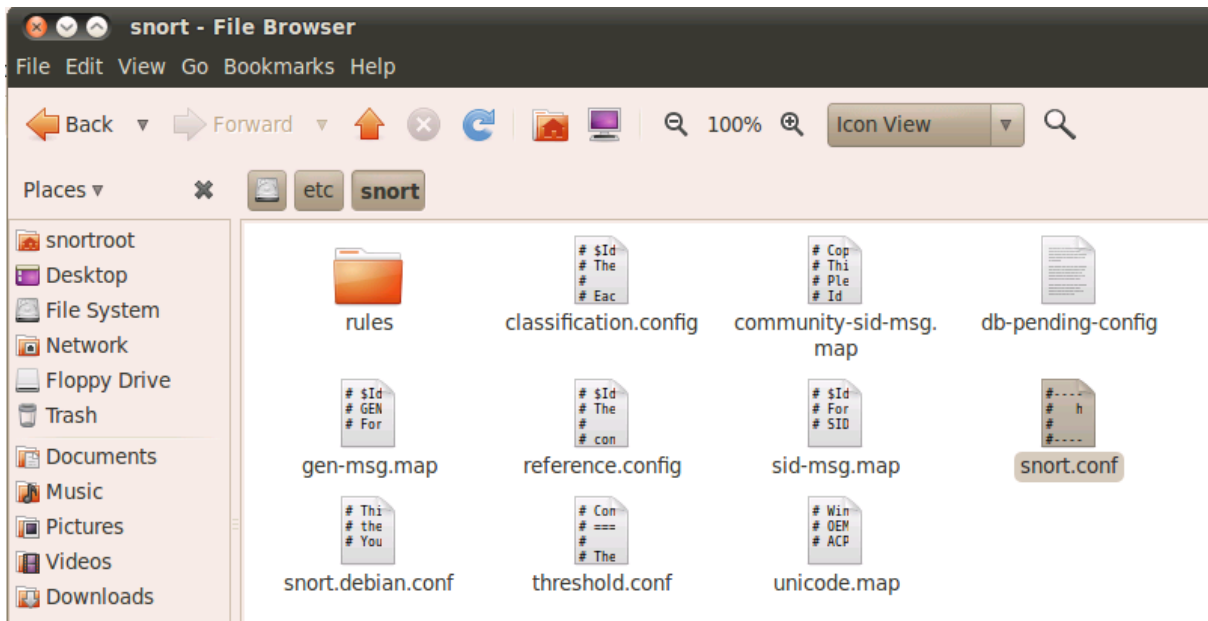 snort - File Browser
File Edit View Go Bookmarks Help
Back Forward 100% Icon View
Places etc snort
snortroot
Desktop
File System
Network
Floppy Drive
Trash
Documents
Music
Pictures
Videos
Downloads
# $Id
# The
#
# Eac
# Cop
# Thi
# Ple
# Id
rules classification.config community-sid-msg. db-pending-config
map
# $Id
# GEN
# For
# $Id
# The
#
# con
# $Id
# For
# SID
#----
# h
#
#----
gen-msg.map reference.config sid-msg.map snort.conf
# Thi
# the
# You
# Con
# ===
#
# The
# Win
# OEM
# ACP
snort.debian.conf threshold.conf unicode.map